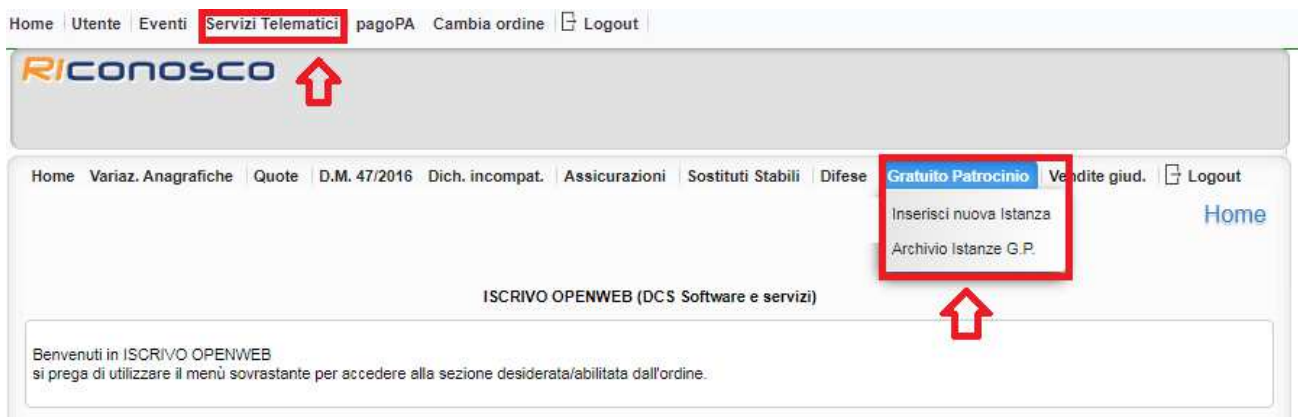 Home Utente Eventi Servizi Telematici pagoPA Cambia ordine Logout
RICONOSCO
Home Variaz. Anagrafiche Quote D.M. 47/2016 Dich. incompat. Assicurazioni Sostituti Stabili Difese Gratuito Patrocinio Vendite giud. Logout
Inserisci nuova Istanza
Home
Archivio Istanze G.P.
ISCRIVO OPENWEB (DCS Software e servizi)
Benvenuti in ISCRIVO OPENWEB
si prega di utilizzare il menù sovrastante per accedere alla sezione desiderata/abilitata dall'ordine.